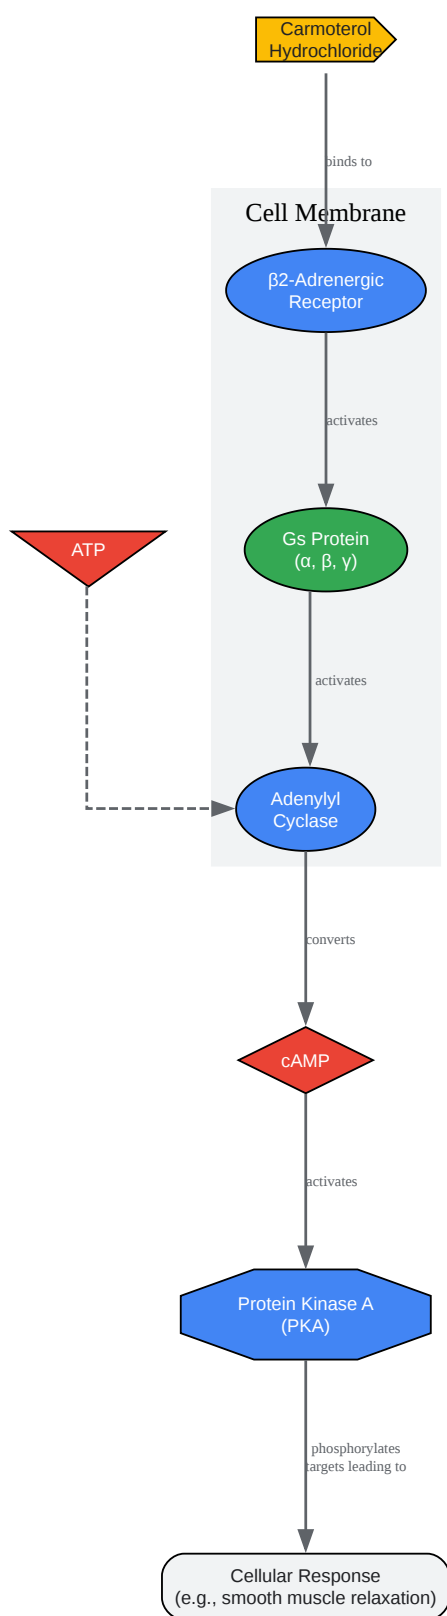 Carmoterol
Hydrochloride
binds to
Cell Membrane
β2-Adrenergic
Receptor
activates
Gs Protein
(α, β, γ)
ATP
activates
Adenylyl
Cyclase
converts
cAMP
activates
Protein Kinase A
(PKA)
phosphorylates
targets leading to
Cellular Response
(e.g., smooth muscle relaxation)